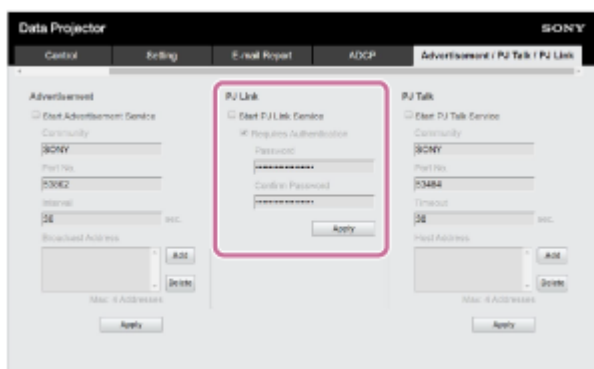 Data Projector
SONY
Control
Setting
E-mail Report
ADCP
Advertisement / PJ Talk / PJ Link
Advertisement
Start Advertisement Service
Community
SONY
Port No.
53862
Interval
30
sec.
Broadcast Address
Add
Delete
Max: 4 Addresses
Apply
PJ Link
Start PJ Link Service
Requires Authentication
Password
Confirm Password
Apply
PJ Talk
Start PJ Talk Service
Community
SONY
Port No.
53484
Timeout
30
sec.
Host Address
Add
Delete
Max: 4 Addresses
Apply